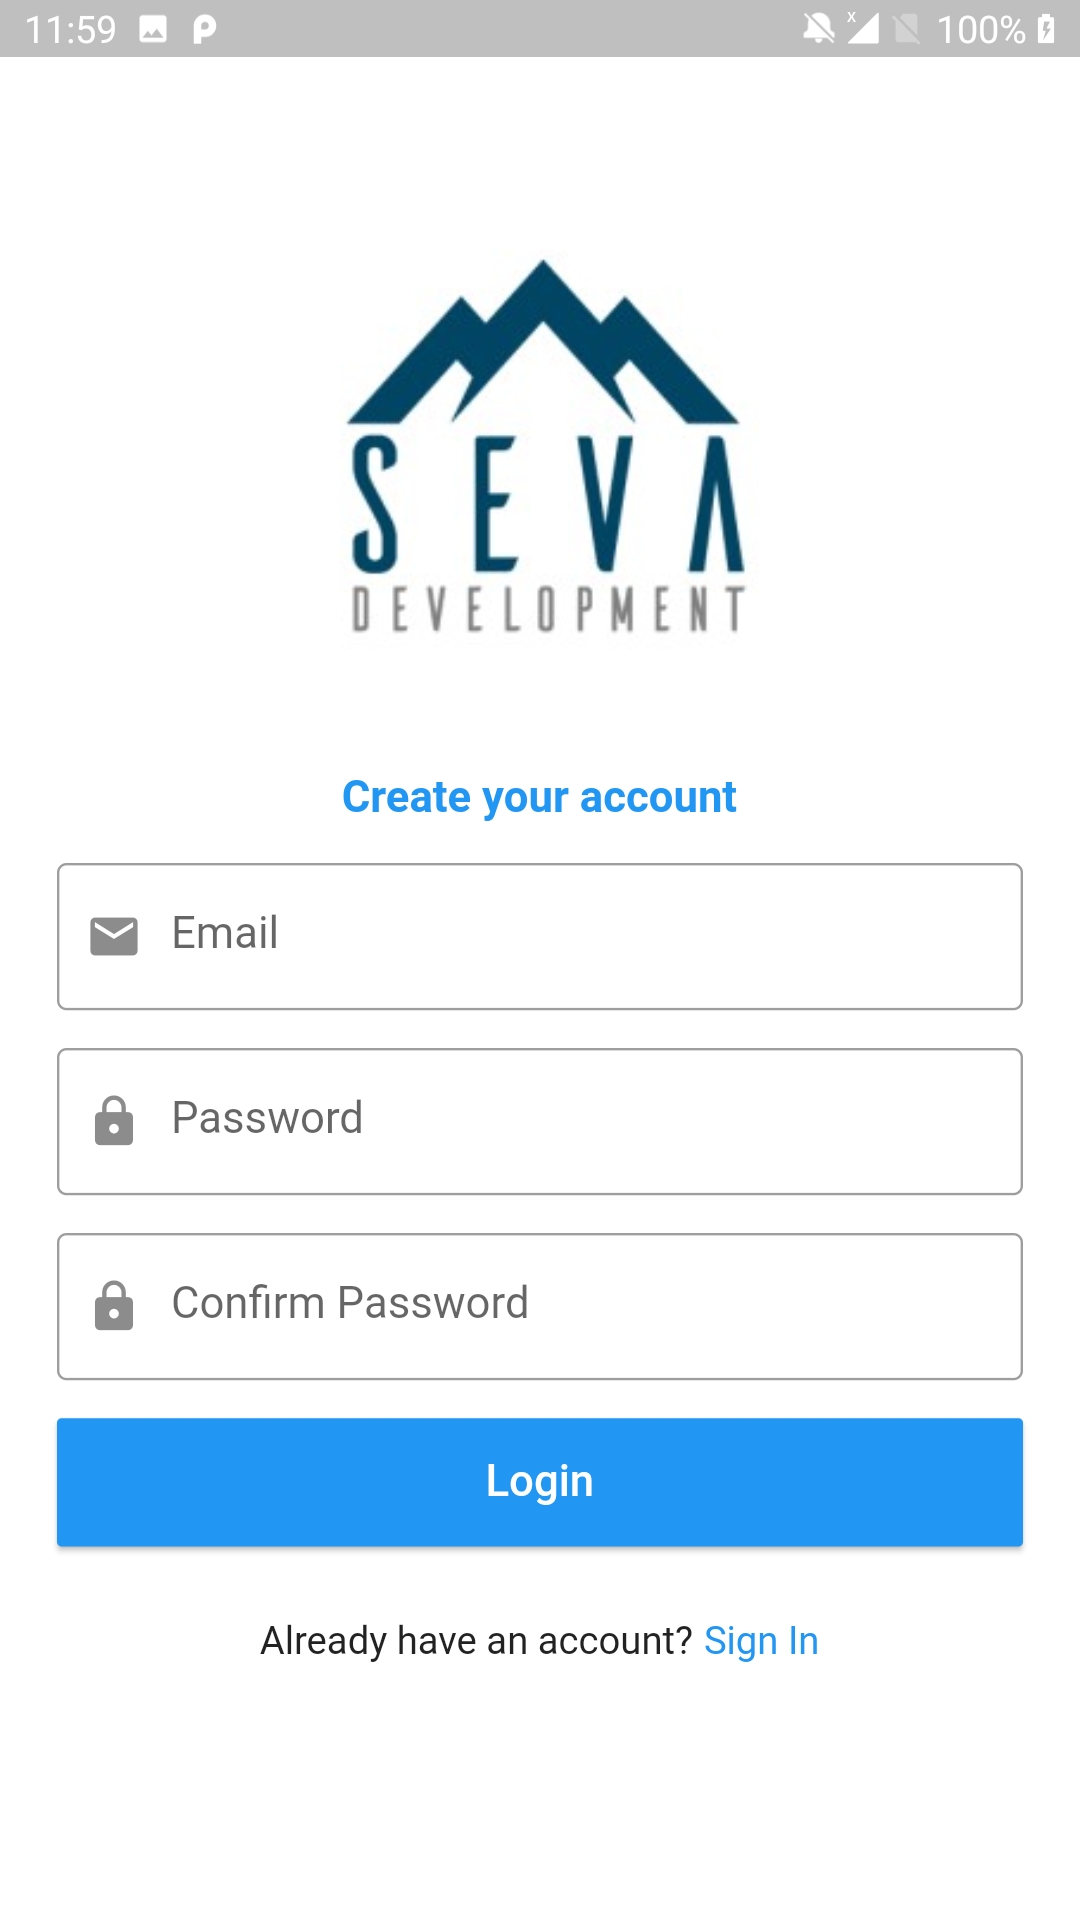 11:59 x 100%
SEVA
DEVELOPMENT
Create your account
Email
Password
Confirm Password
Login
Already have an account? Sign In